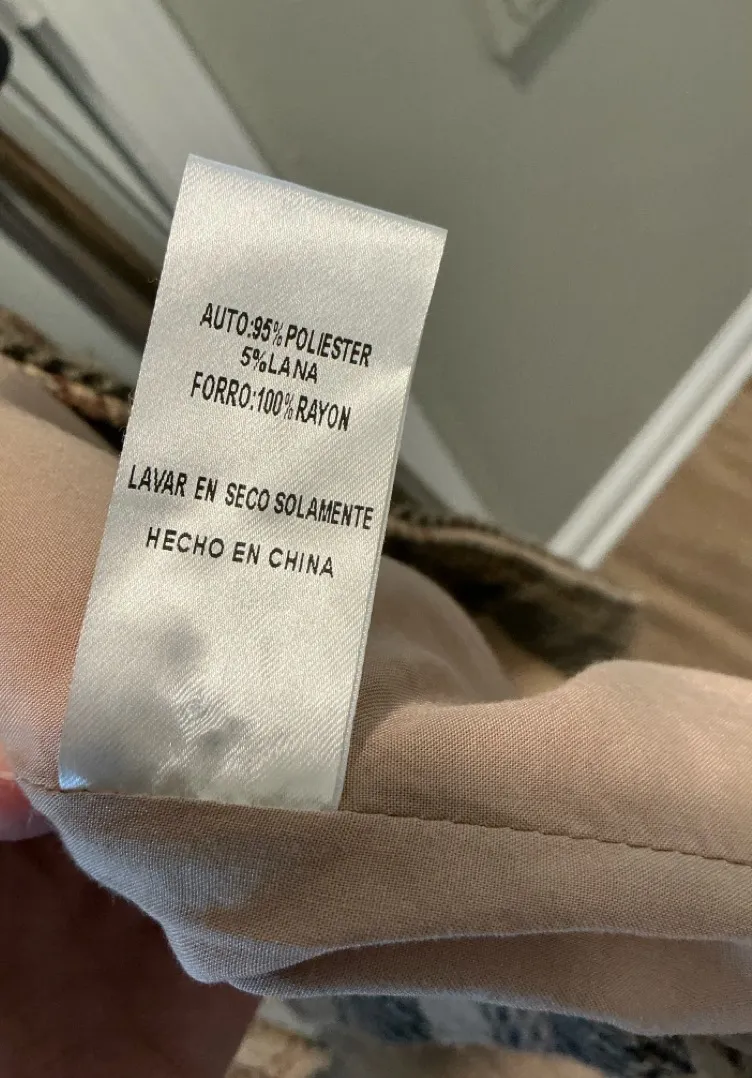 AUTO:95% POLIESTER
5%LANA
FORRO:100%RAYON
LAVAR EN SECO SOLAMENTE
HECHO EN CHINA